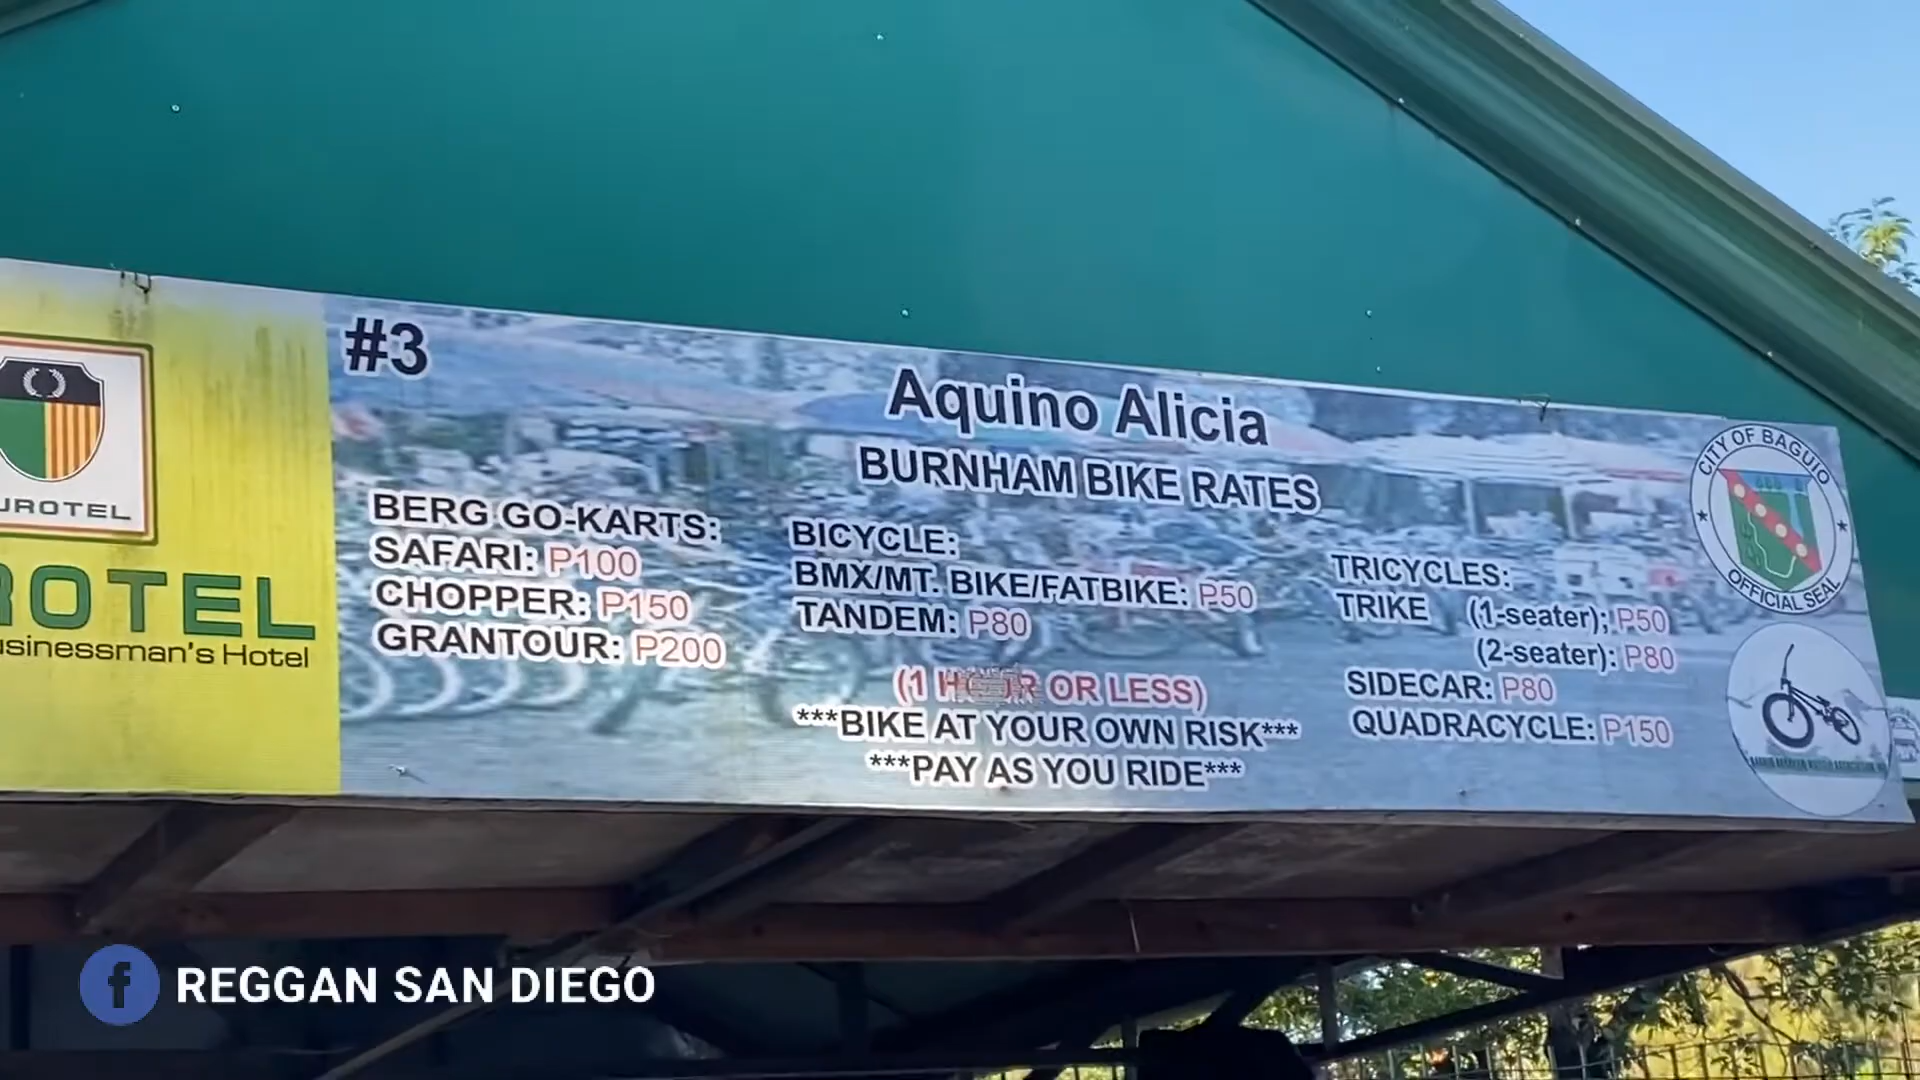 #3
Aquino Alicia
BURNHAM BIKE RATES
BERG GO-KARTS:
SAFARI: P100
CHOPPER: P150
GRANTOUR: P200
BICYCLE:
BMX/MT. BIKE/FATBIKE: P50
TANDEM: P80
(1 HOUR OR LESS)
***BIKE AT YOUR OWN RISK***
***PAY AS YOU RIDE***
TRICYCLES:
TRIKE (1-seater); P50
(2-seater): P80
SIDECAR: P80
QUADRACYCLE: P150
CITY OF BAGUIO
OFFICIAL SEAL
UROTEL
ROTEL
usinessman's Hotel
f REGGAN SAN DIEGO